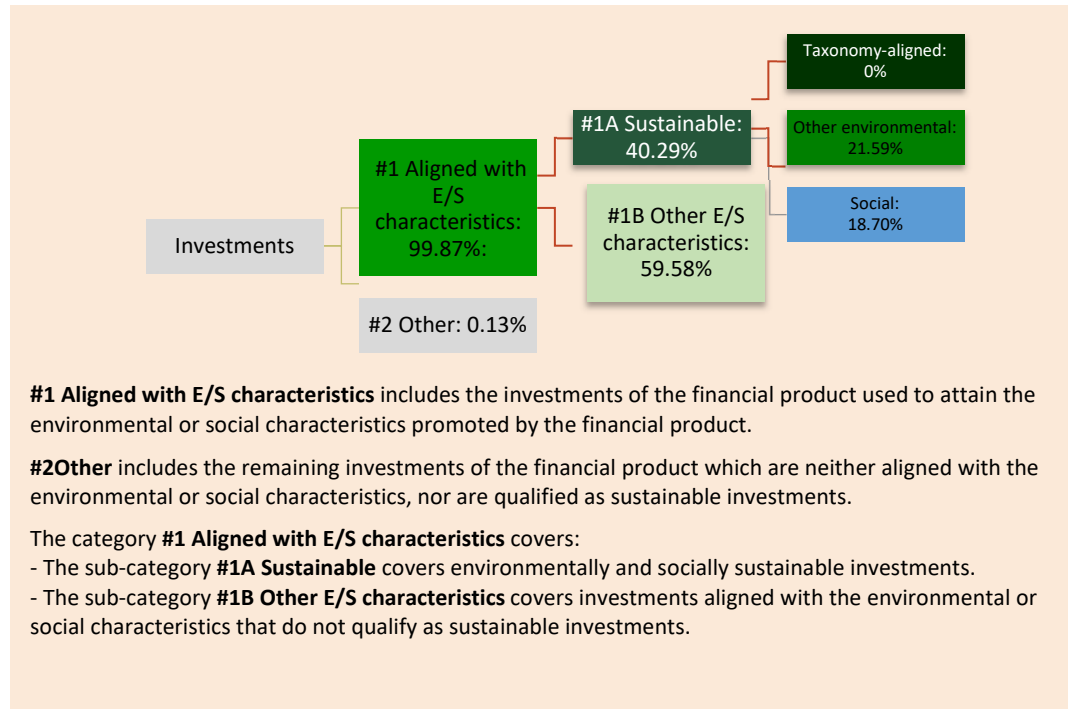 Taxonomy-aligned:
0%
#1A Sustainable:
40.29%
Other environmental:
21.59%
#1 Aligned with
E/S
characteristics:
99.87%:
#1B Other E/S
characteristics:
59.58%
Social:
18.70%
Investments
#2 Other: 0.13%
#1 Aligned with E/S characteristics includes the investments of the financial product used to attain the
environmental or social characteristics promoted by the financial product.
#2Other includes the remaining investments of the financial product which are neither aligned with the
environmental or social characteristics, nor are qualified as sustainable investments.
The category #1 Aligned with E/S characteristics covers:
- The sub-category #1A Sustainable covers environmentally and socially sustainable investments.
- The sub-category #1B Other E/S characteristics covers investments aligned with the environmental or
social characteristics that do not qualify as sustainable investments.